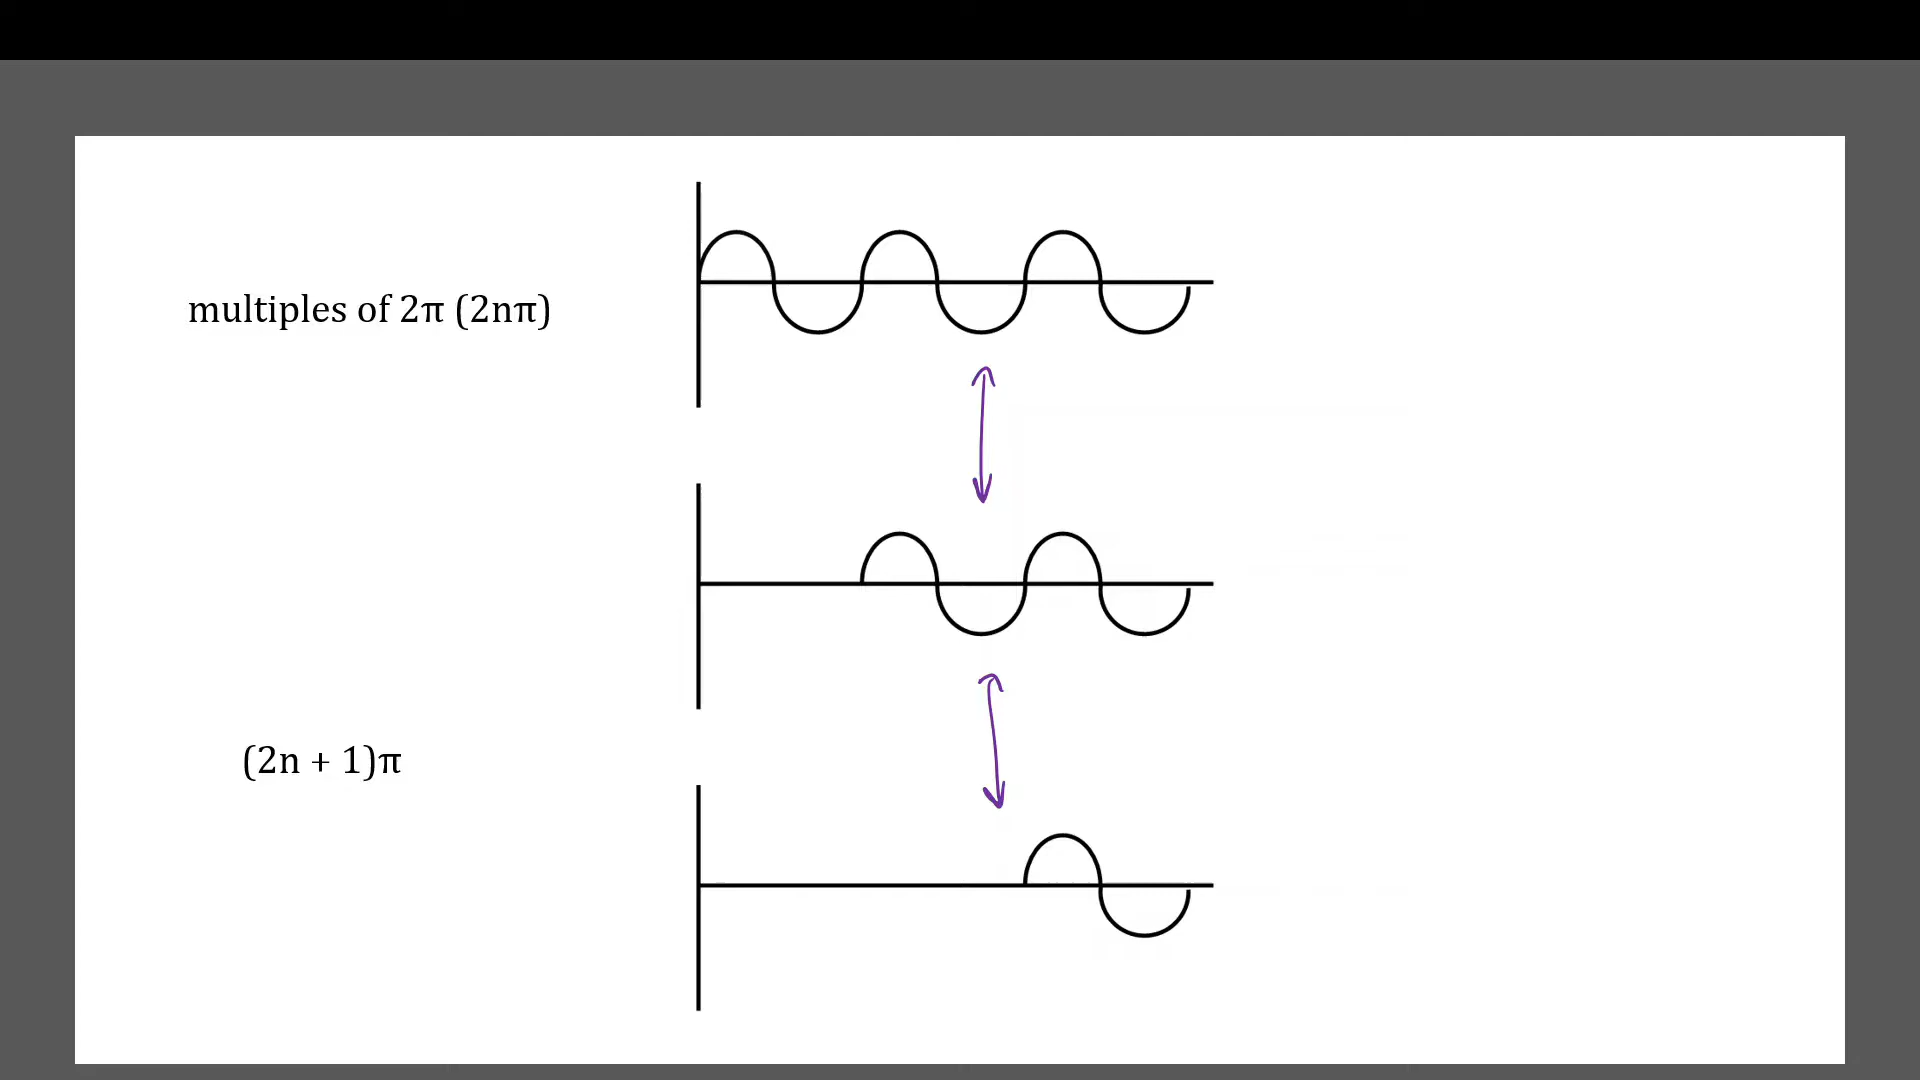 multiples of 2π (2nπ)
(2n + 1)π